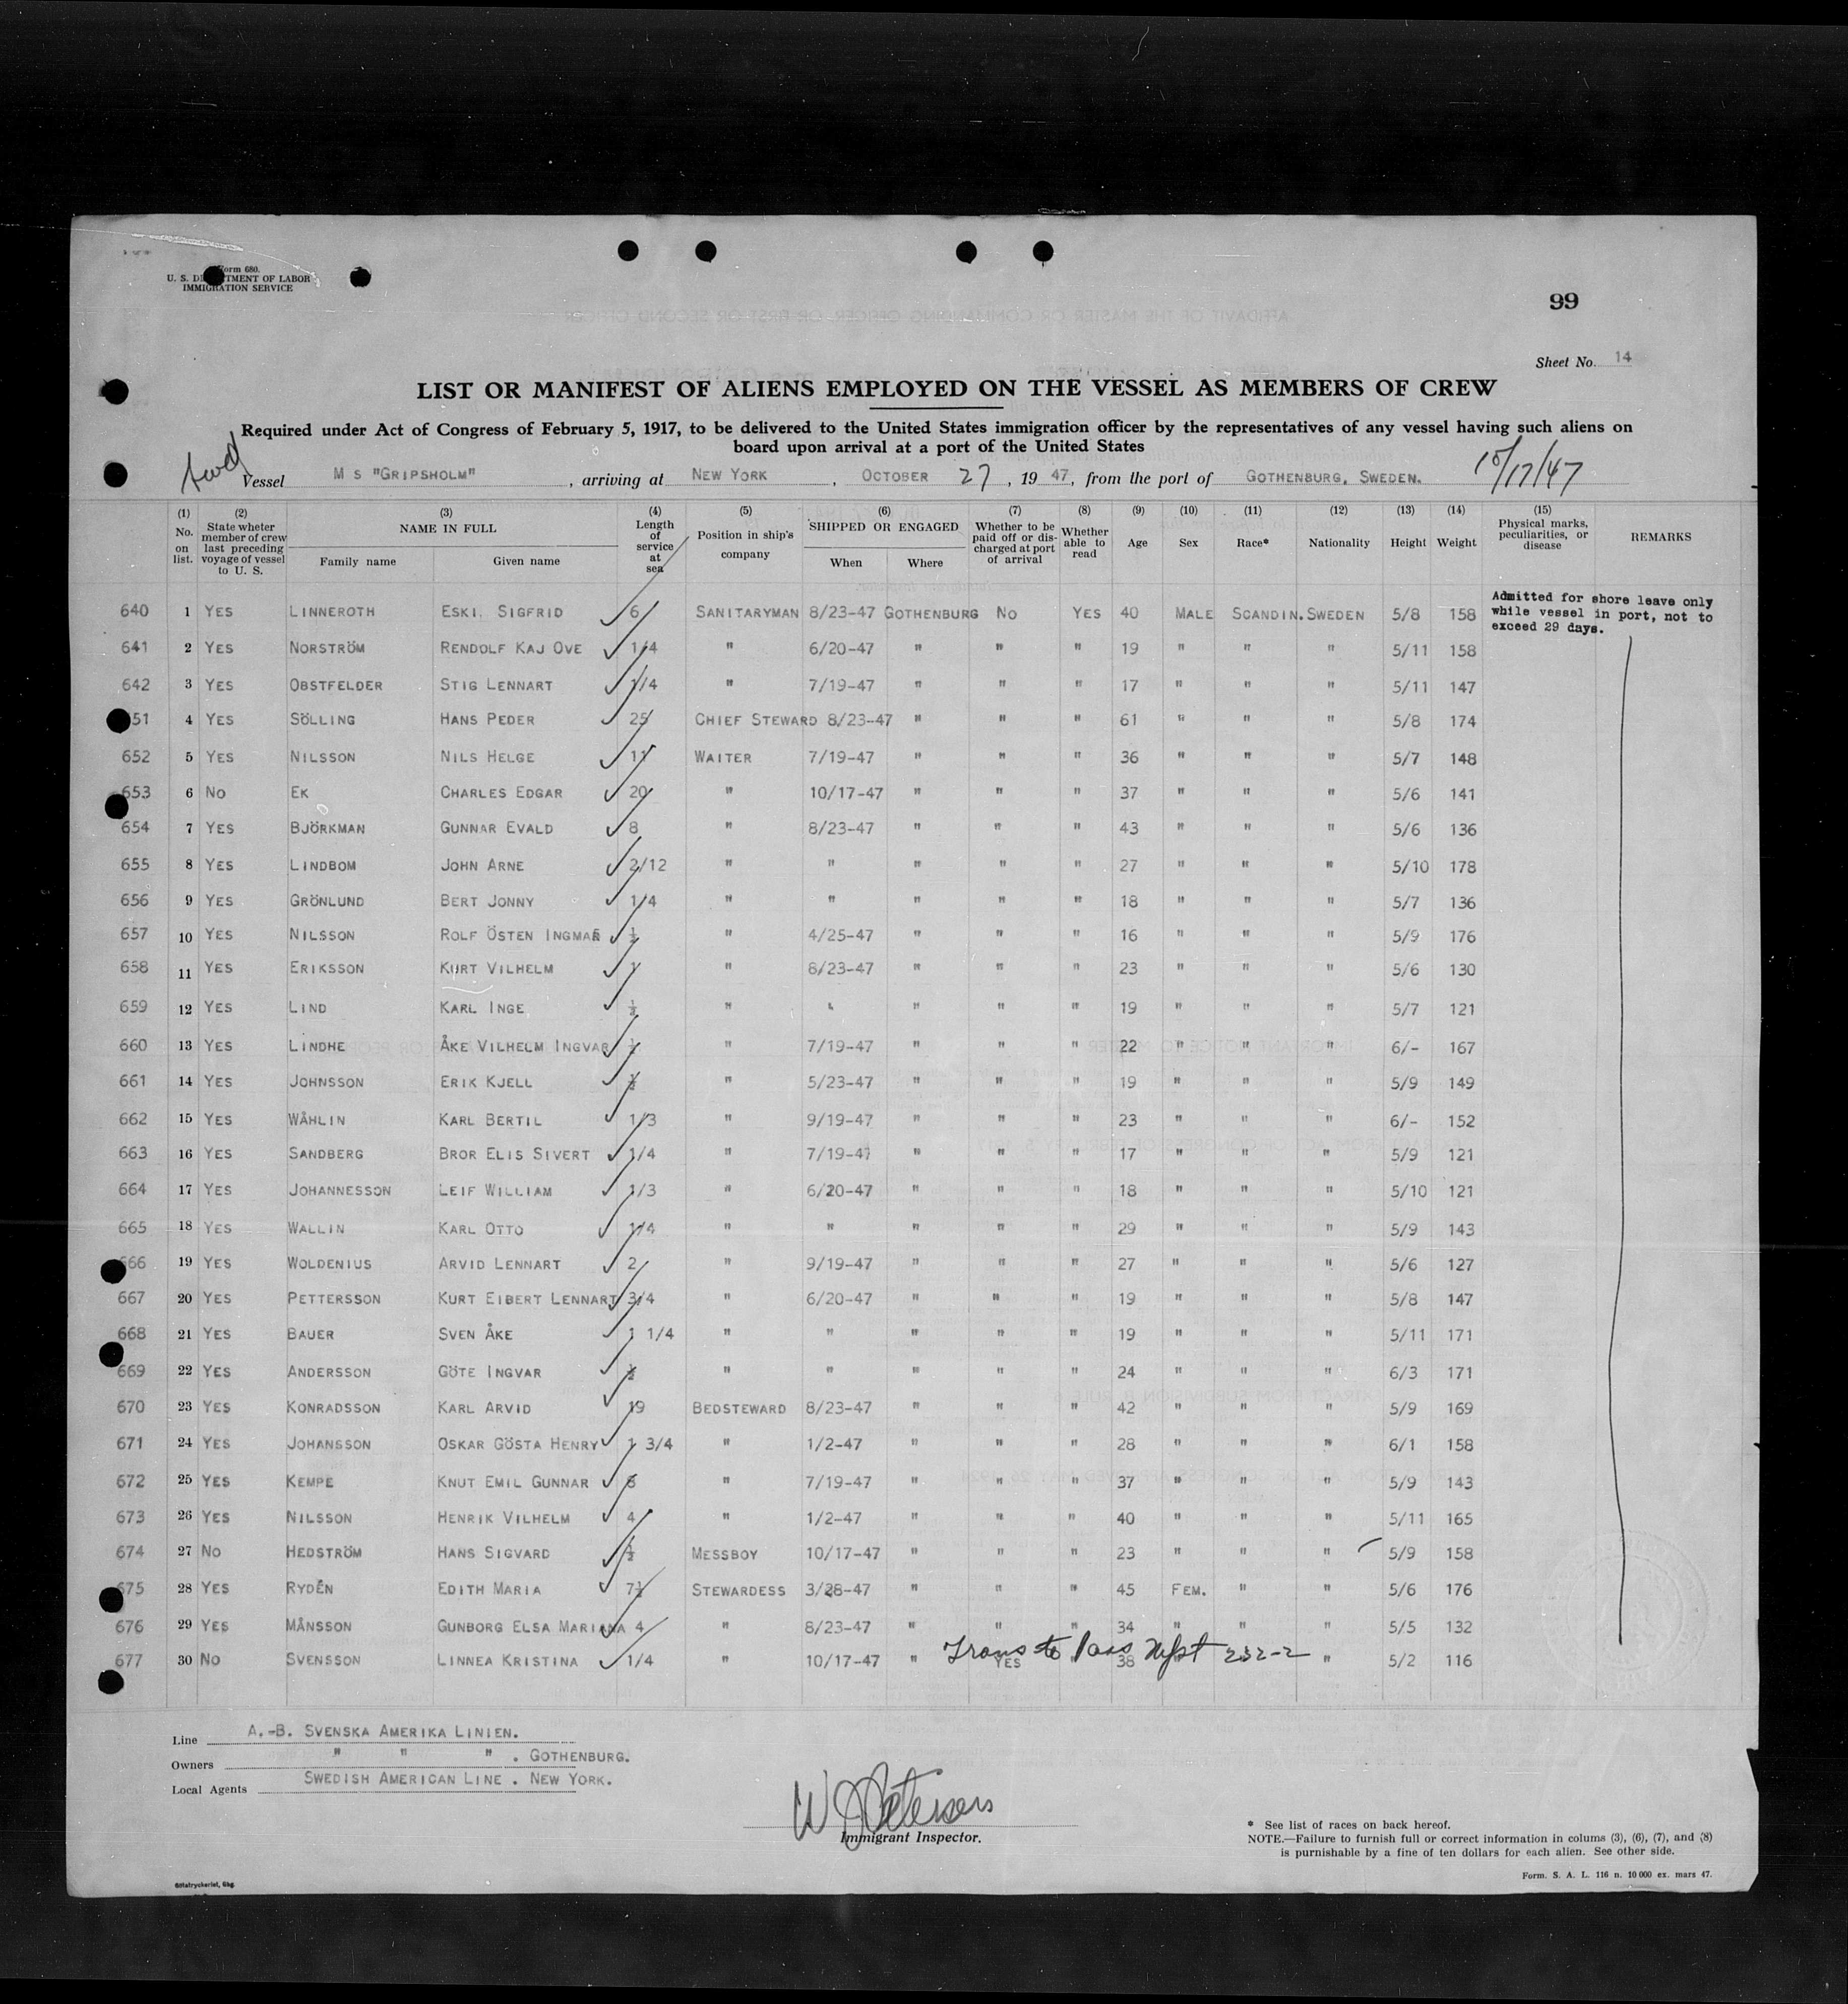 Form 680.
U. S. DEPARTMENT OF LABOR
IMMIGRATION SERVICE
99
Sheet No. 14
LIST OR MANIFEST OF ALIENS EMPLOYED ON THE VESSEL AS MEMBERS OF CREW
Required under Act of Congress of February 5, 1917, to be delivered to the United States immigration officer by the representatives of any vessel having such aliens on
board upon arrival at a port of the United States
Vessel M S "GRIPSHOLM", arriving at NEW YORK, OCTOBER 27, 1947, from the port of GOTHENBURG, SWEDEN. 10/17/47
(1) No. on list. (2) State wheter member of crew last preceding voyage of vessel to U. S. (3) NAME IN FULL Family name Given name (4) Length of service at sea (5) Position in ship's company (6) SHIPPED OR ENGAGED When Where (7) Whether to be paid off or discharged at port of arrival (8) Whether able to read (9) Age (10) Sex (11) Race* (12) Nationality (13) Height (14) Weight (15) Physical marks, peculiarities, or disease REMARKS
640 1 YES LINNEROTH ESKI. SIGFRID 6 SANITARYMAN 8/23-47 GOTHENBURG NO YES 40 MALE SCANDIN. SWEDEN 5/8 158 Admitted for shore leave only while vessel in port, not to exceed 29 days.
641 2 YES NORSTRÖM RENDOLF KAJ OVE 1/4 " 6/20-47 " " " 19 " " " 5/11 158
642 3 YES OBSTFELDER STIG LENNART 1/4 " 7/19-47 " " " 17 " " " 5/11 147
651 4 YES SÖLLING HANS PEDER 25 CHIEF STEWARD 8/23-47 " " " 61 " " " 5/8 174
652 5 YES NILSSON NILS HELGE 11 WAITER 7/19-47 " " " 36 " " " 5/7 148
653 6 NO EK CHARLES EDGAR 20 " 10/17-47 " " " 37 " " " 5/6 141
654 7 YES BJÖRKMAN GUNNAR EVALD 8 " 8/23-47 " " " 43 " " " 5/6 136
655 8 YES LINDBOM JOHN ARNE 2/12 " " " " " 27 " " " 5/10 178
656 9 YES GRÖNLUND BERT JONNY 1/4 " " " " " 18 " " " 5/7 136
657 10 YES NILSSON ROLF ÖSTEN INGMAR ½ " 4/25-47 " " " 16 " " " 5/9 176
658 11 YES ERIKSSON KURT VILHELM 1 " 8/23-47 " " " 23 " " " 5/6 130
659 12 YES LIND KARL INGE ½ " " " " " 19 " " " 5/7 121
660 13 YES LINDHE ÅKE VILHELM INGVAR ½ " 7/19-47 " " " 22 " " " 6/- 167
661 14 YES JOHNSSON ERIK KJELL ½ " 5/23-47 " " " 19 " " " 5/9 149
662 15 YES WÅHLIN KARL BERTIL 1/3 " 9/19-47 " " " 23 " " " 6/- 152
663 16 YES SANDBERG BROR ELIS SIVERT 1/4 " 7/19-47 " " " 17 " " " 5/9 121
664 17 YES JOHANNESSON LEIF WILLIAM 1/3 " 6/20-47 " " " 18 " " " 5/10 121
665 18 YES WALLIN KARL OTTO 1/4 " " " " " 29 " " " 5/9 143
666 19 YES WOLDENIUS ARVID LENNART 2 " 9/19-47 " " " 27 " " " 5/6 127
667 20 YES PETTERSSON KURT EIBERT LENNART 3/4 " 6/20-47 " " " 19 " " " 5/8 147
668 21 YES BAUER SVEN ÅKE 1 1/4 " " " " " 19 " " " 5/11 171
669 22 YES ANDERSSON GÖTE INGVAR ½ " " " " " 24 " " " 6/3 171
670 23 YES KONRADSSON KARL ARVID 19 BEDSTEWARD 8/23-47 " " " 42 " " " 5/9 169
671 24 YES JOHANSSON OSKAR GÖSTA HENRY 1 3/4 " 1/2-47 " " " 28 " " " 6/1 158
672 25 YES KEMPE KNUT EMIL GUNNAR 6 " 7/19-47 " " " 37 " " " 5/9 143
673 26 YES NILSSON HENRIK VILHELM 4 " 1/2-47 " " " 40 " " " 5/11 165
674 27 NO HEDSTRÖM HANS SIGVARD ½ MESSBOY 10/17-47 " " " 23 " " " 5/9 158
675 28 YES RYDÉN EDITH MARIA 7½ STEWARDESS 3/28-47 " " " 45 FEM. " " 5/6 176
676 29 YES MÅNSSON GUNBORG ELSA MARIANA 4 " 8/23-47 " " " 34 " " " 5/5 132
Trans to Pass 232-2
677 30 NO SVENSSON LINNEA KRISTINA 1/4 " 10/17-47 " YES 38 " 5/2 116
Line A.-B. SVENSKA AMERIKA LINIEN.
Owners " " " . GOTHENBURG.
Local Agents SWEDISH AMERICAN LINE . NEW YORK.
Immigrant Inspector.
* See list of races on back hereof.
NOTE.—Failure to furnish full or correct information in colums (3), (6), (7), and (8)
is purnishable by a fine of ten dollars for each alien. See other side.
Form. S. A. L. 116 n. 10 000 ex. mars 47.